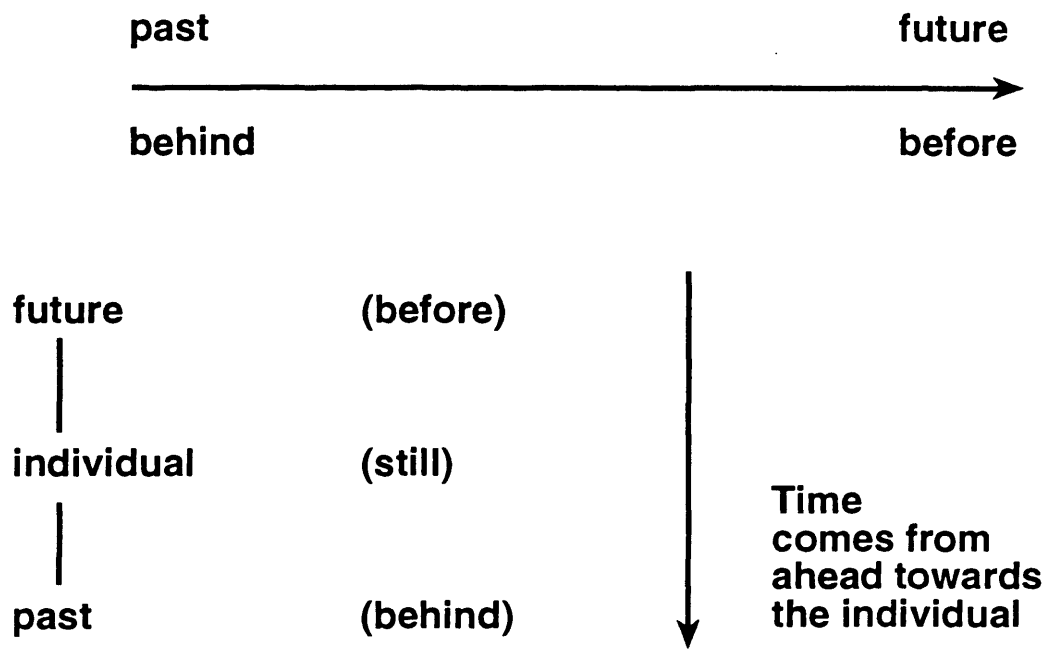 past future
behind before
future (before)
individual (still)
Time
comes from
ahead towards
the individual
past (behind)